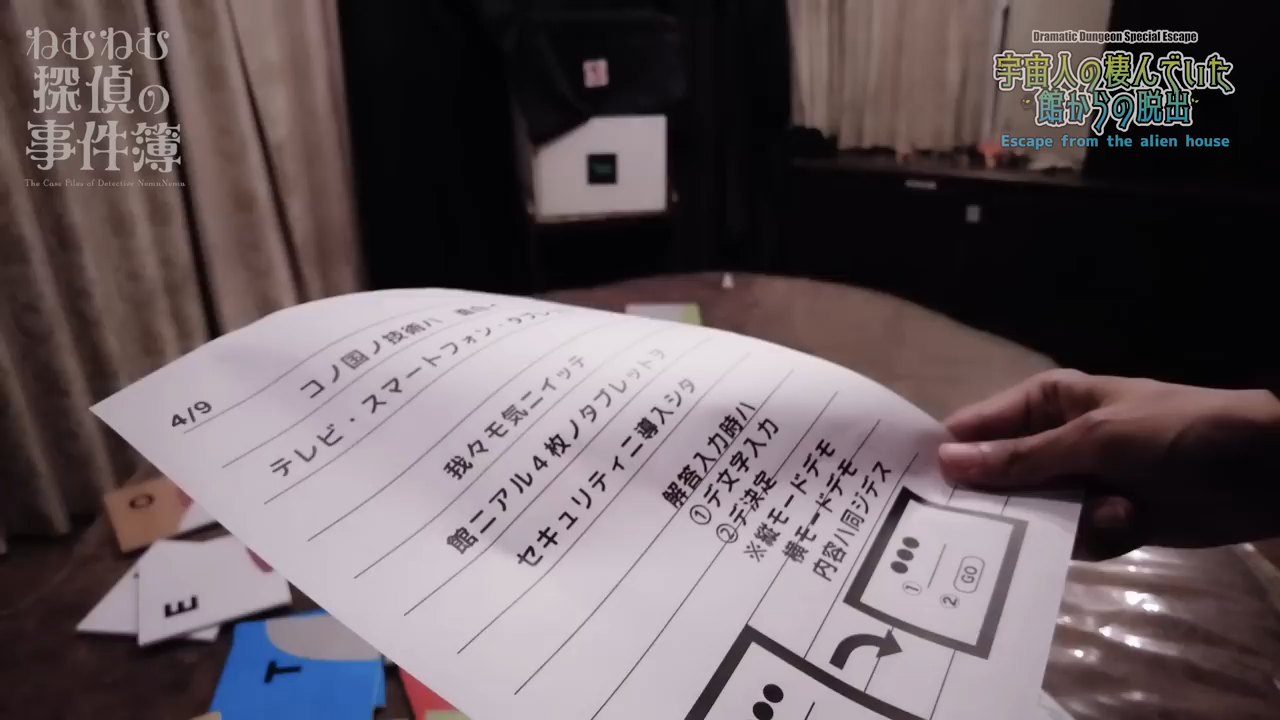 ねむねむ
探偵の
事件簿
The Case Files of Detective NemuNemu
Dramatic Dungeon Special Escape
宇宙人の棲んでいた
館からの脱出
Escape from the alien house
4/9
コノ国ノ技術ハ
テレビ・スマートフォン・タブレ
我々モ気ニイッテ
館ニアル4枚ノタブレットヲ
セキュリティニ導入シタ
解答入力時ハ
①デ文字入力
②デ決定
※縦モードデモ
横モードデモ
内容ハ同ジデス
①
② GO
E
T